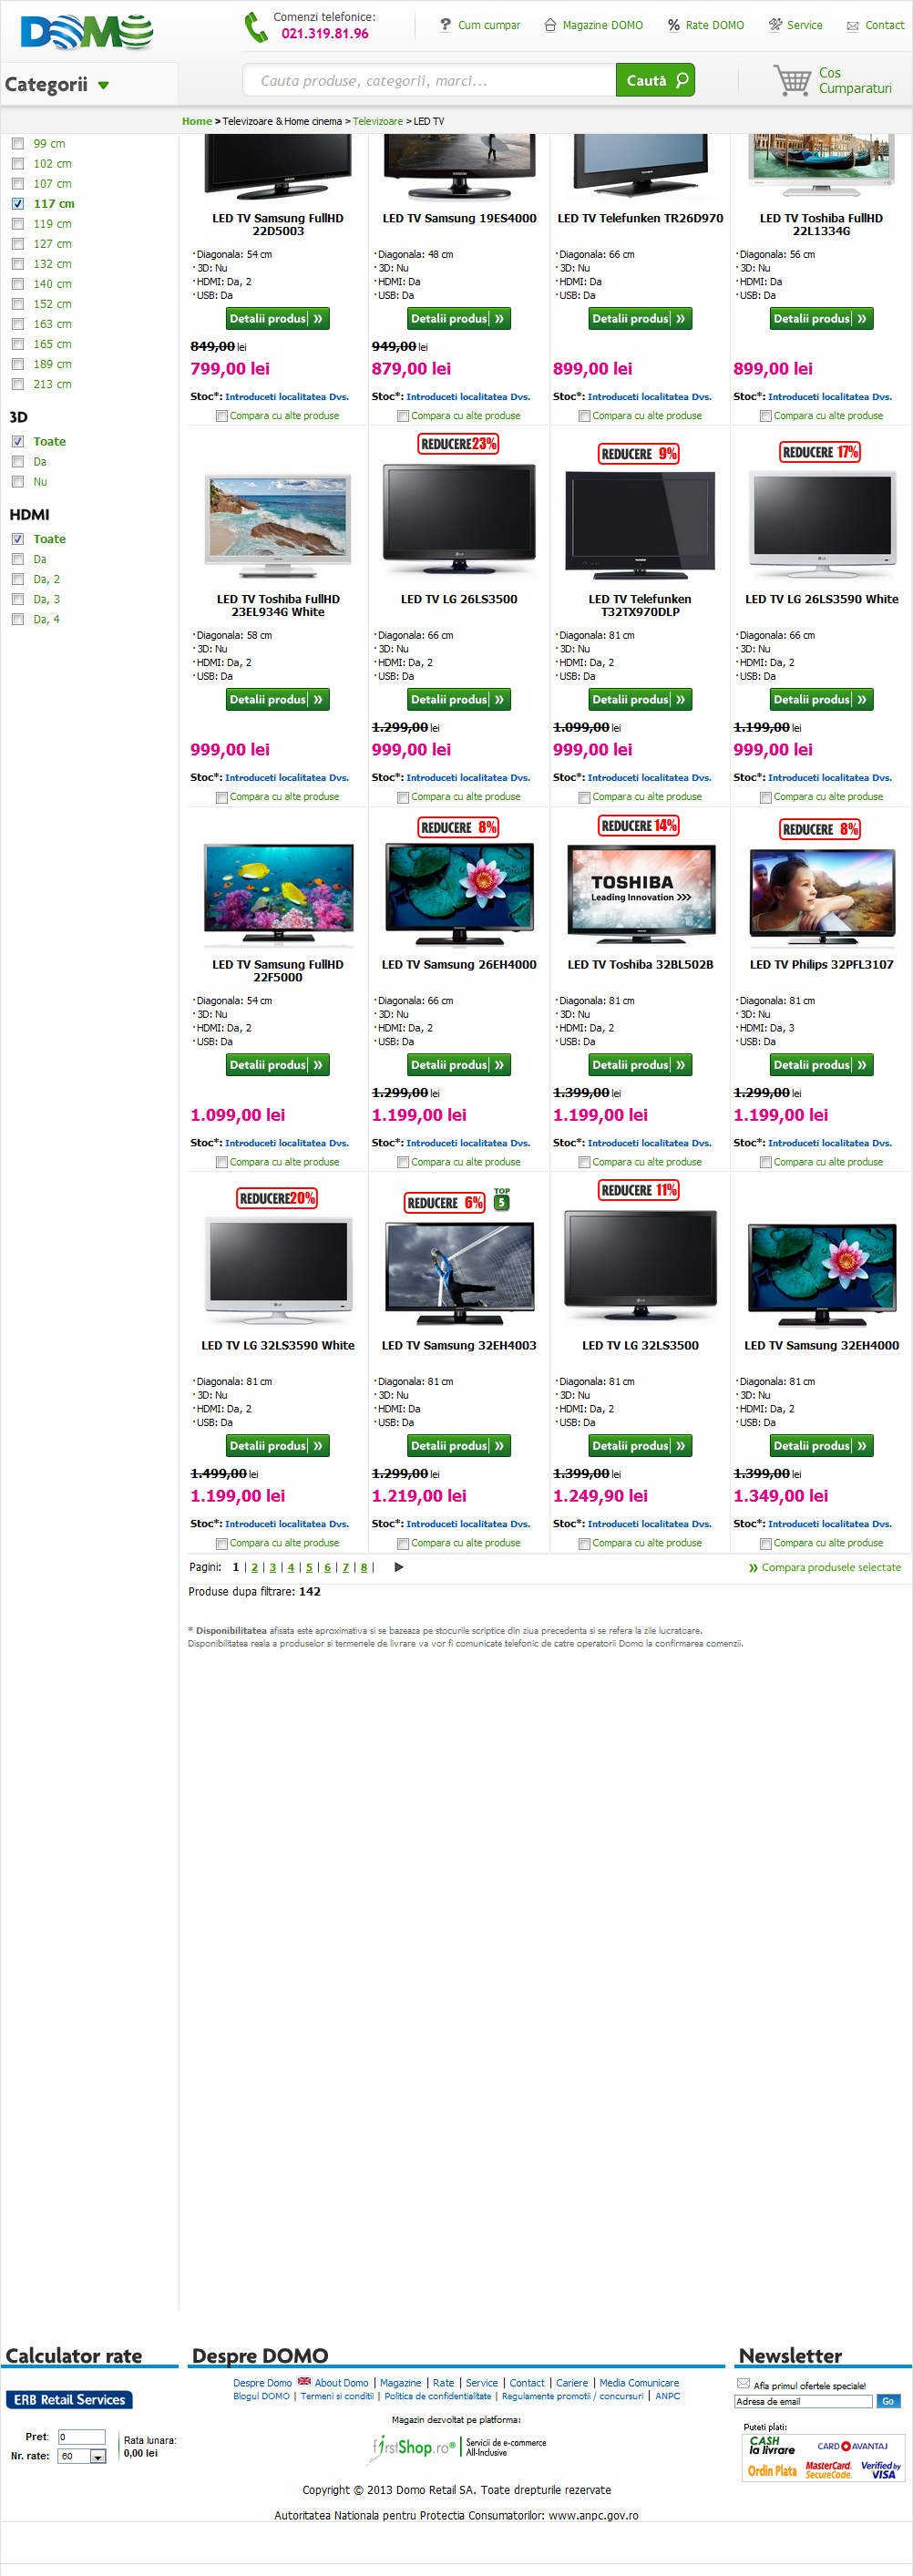 DOMO
Comenzi telefonice:
021.319.81.96
Cum cumpar
Magazine DOMO
Rate DOMO
Service
Contact
Categorii
Cauta produse, categorii, marci...
Caută
Cos
Cumparaturi
Home > Televizoare & Home cinema > Televizoare > LED TV
99 cm
102 cm
107 cm
117 cm
119 cm
127 cm
132 cm
140 cm
152 cm
163 cm
165 cm
189 cm
213 cm
3D
Toate
Da
Nu
HDMI
Toate
Da
Da, 2
Da, 3
Da, 4
LED TV Samsung FullHD
22D5003
· Diagonala: 54 cm
· 3D: Nu
· HDMI: Da, 2
· USB: Da
Detalii produs
849,00 lei
799,00 lei
Stoc*: Introduceti localitatea Dvs.
Compara cu alte produse
LED TV Samsung 19ES4000
· Diagonala: 48 cm
· 3D: Nu
· HDMI: Da
· USB: Da
Detalii produs
949,00 lei
879,00 lei
Stoc*: Introduceti localitatea Dvs.
Compara cu alte produse
LED TV Telefunken TR26D970
· Diagonala: 66 cm
· 3D: Nu
· HDMI: Da
· USB: Da
Detalii produs
899,00 lei
Stoc*: Introduceti localitatea Dvs.
Compara cu alte produse
LED TV Toshiba FullHD
22L1334G
· Diagonala: 56 cm
· 3D: Nu
· HDMI: Da
· USB: Da
Detalii produs
899,00 lei
Stoc*: Introduceti localitatea Dvs.
Compara cu alte produse
LED TV Toshiba FullHD
23EL934G White
· Diagonala: 58 cm
· 3D: Nu
· HDMI: Da, 2
· USB: Da
Detalii produs
999,00 lei
Stoc*: Introduceti localitatea Dvs.
Compara cu alte produse
REDUCERE 23%
LED TV LG 26LS3500
· Diagonala: 66 cm
· 3D: Nu
· HDMI: Da, 2
· USB: Da
Detalii produs
1.299,00 lei
999,00 lei
Stoc*: Introduceti localitatea Dvs.
Compara cu alte produse
REDUCERE 9%
LED TV Telefunken
T32TX970DLP
· Diagonala: 81 cm
· 3D: Nu
· HDMI: Da, 2
· USB: Da
Detalii produs
1.099,00 lei
999,00 lei
Stoc*: Introduceti localitatea Dvs.
Compara cu alte produse
REDUCERE 17%
LED TV LG 26LS3590 White
· Diagonala: 66 cm
· 3D: Nu
· HDMI: Da, 2
· USB: Da
Detalii produs
1.199,00 lei
999,00 lei
Stoc*: Introduceti localitatea Dvs.
Compara cu alte produse
LED TV Samsung FullHD
22F5000
· Diagonala: 54 cm
· 3D: Nu
· HDMI: Da, 2
· USB: Da
Detalii produs
1.099,00 lei
Stoc*: Introduceti localitatea Dvs.
Compara cu alte produse
REDUCERE 8%
LED TV Samsung 26EH4000
· Diagonala: 66 cm
· 3D: Nu
· HDMI: Da, 2
· USB: Da
Detalii produs
1.299,00 lei
1.199,00 lei
Stoc*: Introduceti localitatea Dvs.
Compara cu alte produse
REDUCERE 14%
TOSHIBA
Leading Innovation >>>
LED TV Toshiba 32BL502B
· Diagonala: 81 cm
· 3D: Nu
· HDMI: Da, 2
· USB: Da
Detalii produs
1.399,00 lei
1.199,00 lei
Stoc*: Introduceti localitatea Dvs.
Compara cu alte produse
REDUCERE 8%
LED TV Philips 32PFL3107
· Diagonala: 81 cm
· 3D: Nu
· HDMI: Da, 3
· USB: Da
Detalii produs
1.299,00 lei
1.199,00 lei
Stoc*: Introduceti localitatea Dvs.
Compara cu alte produse
REDUCERE 20%
LED TV LG 32LS3590 White
· Diagonala: 81 cm
· 3D: Nu
· HDMI: Da, 2
· USB: Da
Detalii produs
1.499,00 lei
1.199,00 lei
Stoc*: Introduceti localitatea Dvs.
Compara cu alte produse
REDUCERE 6%
TOP
5
LED TV Samsung 32EH4003
· Diagonala: 81 cm
· 3D: Nu
· HDMI: Da
· USB: Da
Detalii produs
1.299,00 lei
1.219,00 lei
Stoc*: Introduceti localitatea Dvs.
Compara cu alte produse
REDUCERE 11%
LED TV LG 32LS3500
· Diagonala: 81 cm
· 3D: Nu
· HDMI: Da, 2
· USB: Da
Detalii produs
1.399,00 lei
1.249,90 lei
Stoc*: Introduceti localitatea Dvs.
Compara cu alte produse
LED TV Samsung 32EH4000
· Diagonala: 81 cm
· 3D: Nu
· HDMI: Da, 2
· USB: Da
Detalii produs
1.399,00 lei
1.349,00 lei
Stoc*: Introduceti localitatea Dvs.
Compara cu alte produse
Pagini: 1 | 2 | 3 | 4 | 5 | 6 | 7 | 8 |
Compara produsele selectate
Produse dupa filtrare: 142
* Disponibilitatea afisata este aproximativa si se bazeaza pe stocurile scriptice din ziua precedenta si se refera la zile lucratoare.
Disponibilitatea reala a produselor si termenele de livrare va vor fi comunicate telefonic de catre operatorii Domo la confirmarea comenzii.
Calculator rate
ERB Retail Services
Pret: 0
Nr. rate: 60
Rata lunara:
0,00 lei
Despre DOMO
Despre Domo About Domo | Magazine | Rate | Service | Contact | Cariere | Media Comunicare
Blogul DOMO | Termeni si conditii | Politica de confidentialitate | Regulamente promotii / concursuri | ANPC
Magazin dezvoltat pe platforma:
firstShop.ro®
Servicii de e-commerce
All-Inclusive
Copyright © 2013 Domo Retail SA. Toate drepturile rezervate
Autoritatea Nationala pentru Protectia Consumatorilor: www.anpc.gov.ro
Newsletter
Afla primul ofertele speciale!
Adresa de email
Go
Puteti plati:
CASH
la livrare
CARD AVANTAJ
Ordin Plata
MasterCard.
SecureCode.
Verified by
VISA